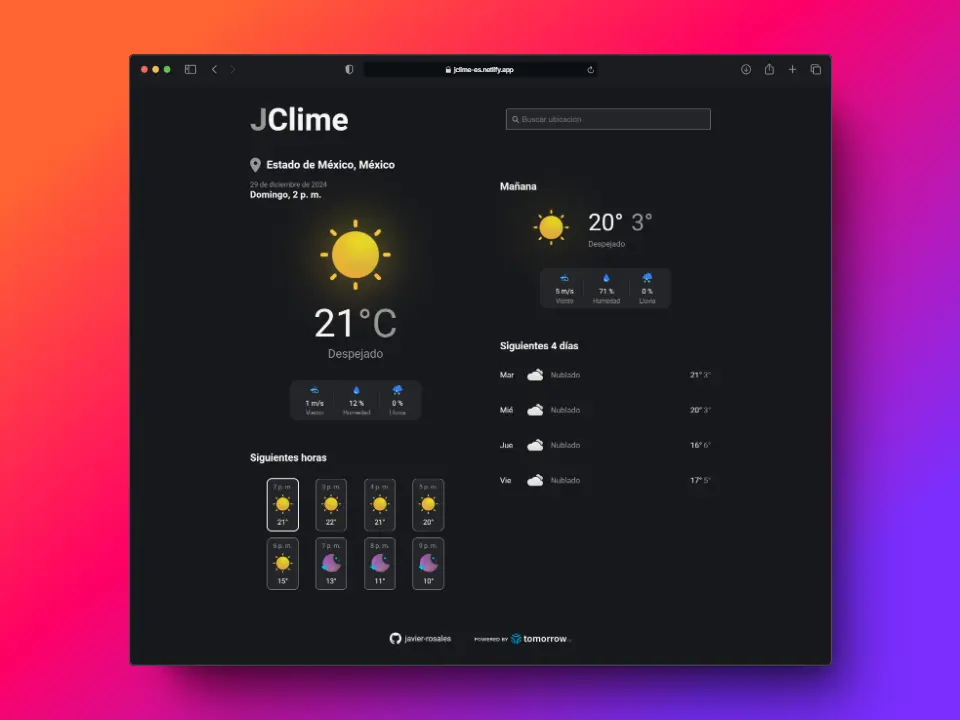 jclime-es.netlify.app
JClime
Buscar ubicación
Estado de México, México
29 de diciembre de 2024
Domingo, 2 p. m.
21°C
Despejado
1 m/s 12 % 0 %
Viento Humedad Lluvia
Siguientes horas
2 p. m. 3 p. m. 4 p. m. 5 p. m.
21° 22° 21° 20°
6 p. m. 7 p. m. 8 p. m. 9 p. m.
15° 13° 11° 10°
Mañana
20° 3°
Despejado
5 m/s 71 % 0 %
Viento Humedad Lluvia
Siguientes 4 días
Mar Nublado 21° 3°
Mié Nublado 20° 3°
Jue Nublado 16° 6°
Vie Nublado 17° 5°
javier-rosales POWERED BY tomorrow